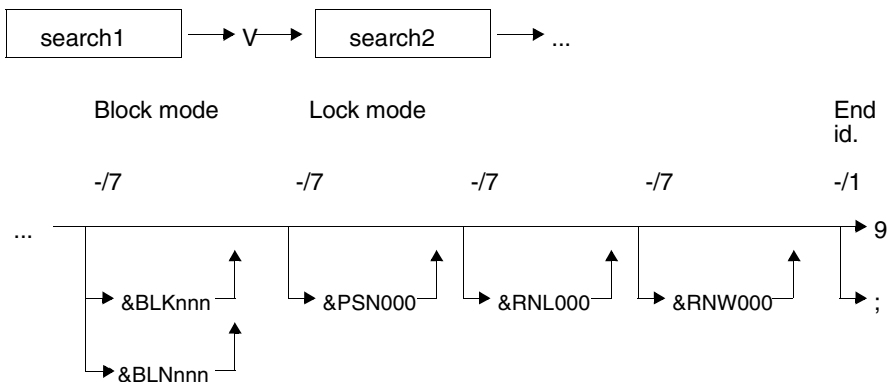 search1 V search2 ...
Block mode Lock mode End
id.
-/7 -/7 -/7 -/7 -/1
... 9
&BLKnnn &PSN000 &RNL000 &RNW000 ;
&BLNnnn